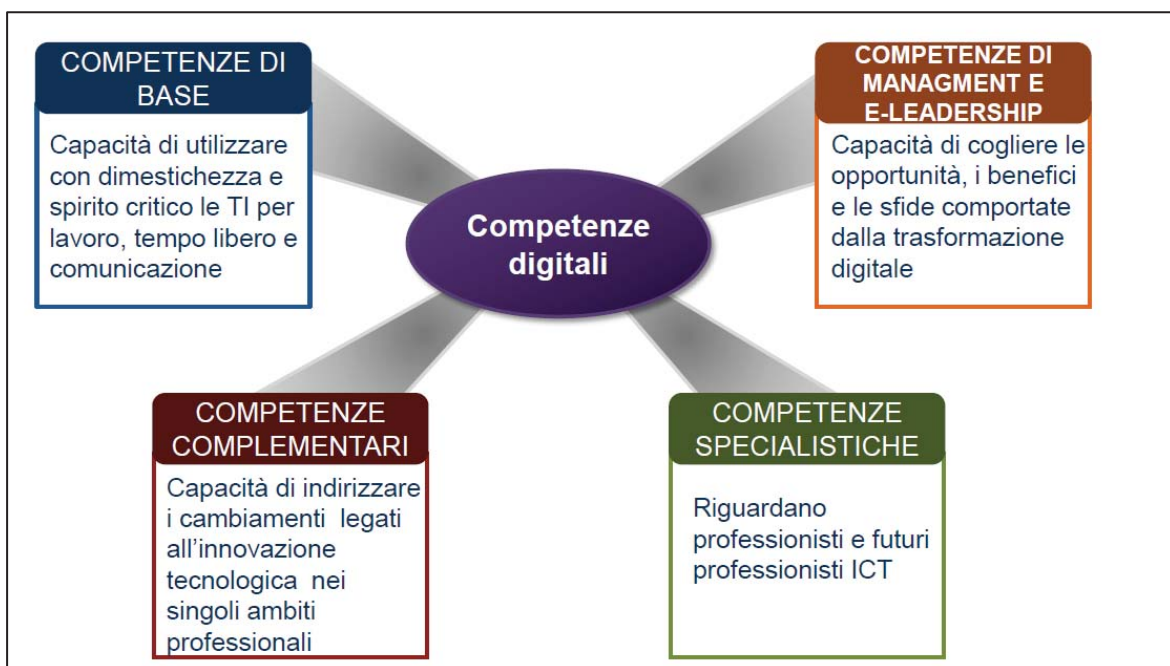 COMPETENZE DI
BASE
Capacità di utilizzare
con dimestichezza e
spirito critico le TI per
lavoro, tempo libero e
comunicazione
COMPETENZE DI
MANAGMENT E
E-LEADERSHIP
Capacità di cogliere le
opportunità, i benefici
e le sfide comportate
dalla trasformazione
digitale
Competenze
digitali
COMPETENZE
COMPLEMENTARI
Capacità di indirizzare
i cambiamenti legati
all'innovazione
tecnologica nei
singoli ambiti
professionali
COMPETENZE
SPECIALISTICHE
Riguardano
professionisti e futuri
professionisti ICT